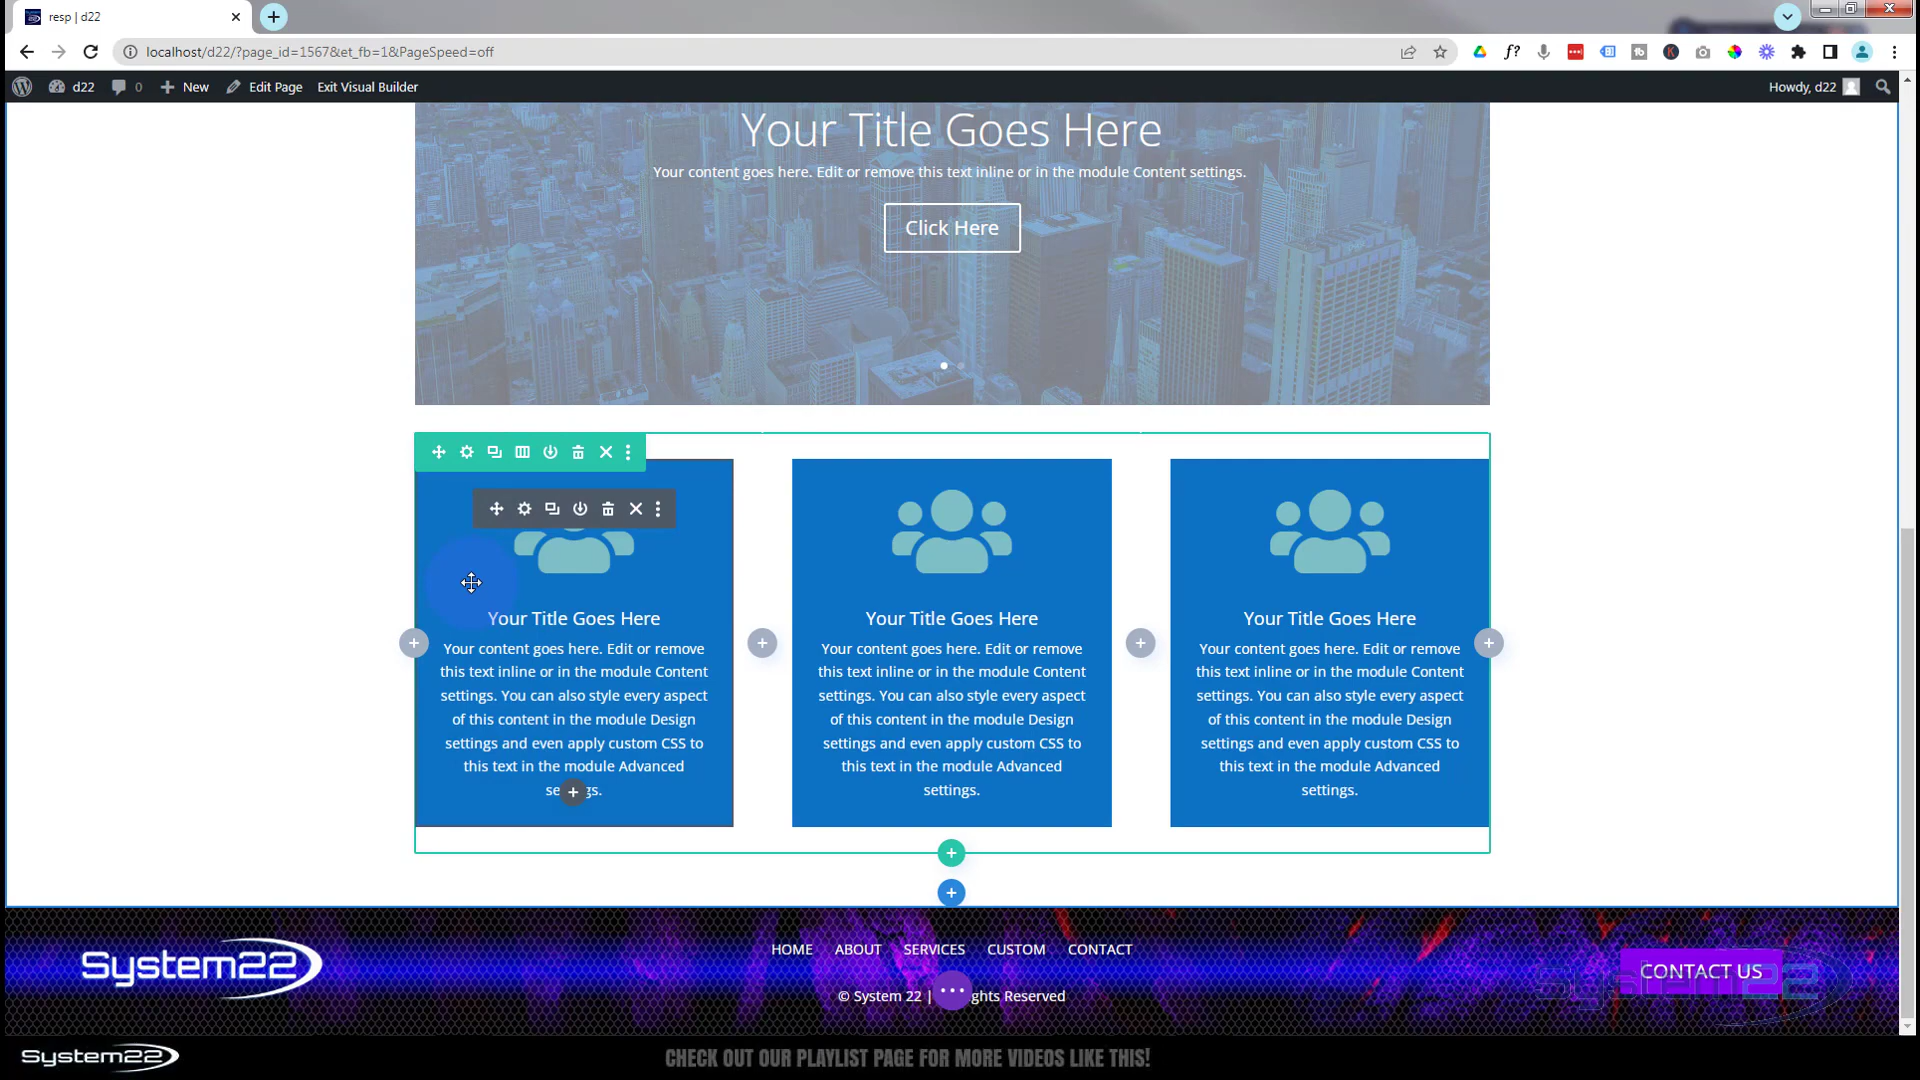 resp | d22
localhost/d22/?page_id=1567&et_fb=1&PageSpeed=off
d22 0 New Edit Page Exit Visual Builder Howdy, d22
Your Title Goes Here
Your content goes here. Edit or remove this text inline or in the module Content settings.
Click Here
Your Title Goes Here
Your content goes here. Edit or remove
this text inline or in the module Content
settings. You can also style every aspect
of this content in the module Design
settings and even apply custom CSS to
this text in the module Advanced
Your Title Goes Here
Your content goes here. Edit or remove
this text inline or in the module Content
settings. You can also style every aspect
of this content in the module Design
settings and even apply custom CSS to
this text in the module Advanced
settings.
Your Title Goes Here
Your content goes here. Edit or remove
this text inline or in the module Content
settings. You can also style every aspect
of this content in the module Design
settings and even apply custom CSS to
this text in the module Advanced
settings.
System22
HOME ABOUT SERVICES CUSTOM CONTACT
© System 22 | ghts Reserved
CONTACT US
System22
System22
CHECK OUT OUR PLAYLIST PAGE FOR MORE VIDEOS LIKE THIS!